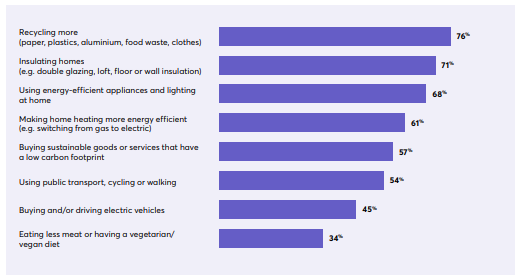 Recycling more
(paper, plastics, aluminium, food waste, clothes)
76%
Insulating homes
(e.g. double glazing, loft, floor or wall insulation)
71%
Using energy-efficient appliances and lighting
at home
68%
Making home heating more energy efficient
(e.g. switching from gas to electric)
61%
Buying sustainable goods or services that have
a low carbon footprint
57%
Using public transport, cycling or walking
54%
Buying and/or driving electric vehicles
45%
Eating less meat or having a vegetarian/
vegan diet
34%